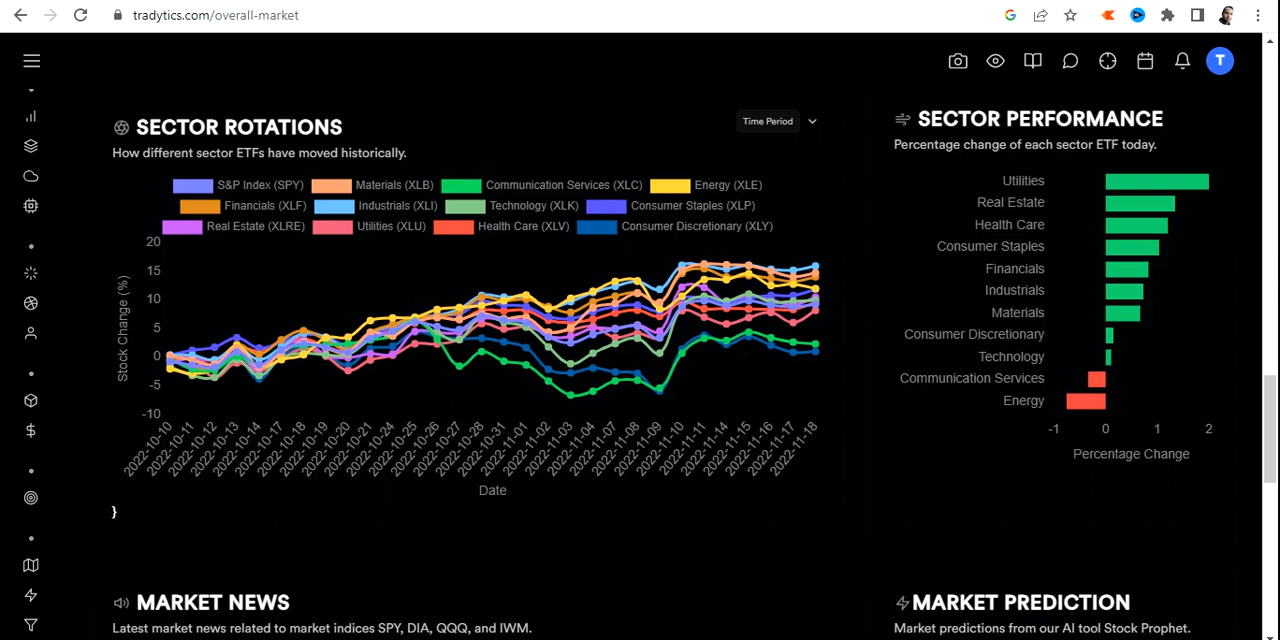 tradytics.com/overall-market
T
SECTOR ROTATIONS
Time Period
How different sector ETFs have moved historically.
S&P Index (SPY) Materials (XLB) Communication Services (XLC) Energy (XLE)
Financials (XLF) Industrials (XLI) Technology (XLK) Consumer Staples (XLP)
Real Estate (XLRE) Utilities (XLU) Health Care (XLV) Consumer Discretionary (XLY)
20
15
10
5
0
-5
-10
Stock Change (%)
2022-10-10 2022-10-11 2022-10-12 2022-10-13 2022-10-14 2022-10-17 2022-10-18 2022-10-19 2022-10-20 2022-10-21 2022-10-24 2022-10-25 2022-10-26 2022-10-27 2022-10-28 2022-10-31 2022-11-01 2022-11-02 2022-11-03 2022-11-04 2022-11-07 2022-11-08 2022-11-09 2022-11-10 2022-11-11 2022-11-14 2022-11-15 2022-11-16 2022-11-17 2022-11-18
Date
}
SECTOR PERFORMANCE
Percentage change of each sector ETF today.
Utilities
Real Estate
Health Care
Consumer Staples
Financials
Industrials
Materials
Consumer Discretionary
Technology
Communication Services
Energy
-1 0 1 2
Percentage Change
MARKET NEWS
Latest market news related to market indices SPY, DIA, QQQ, and IWM.
MARKET PREDICTION
Market predictions from our AI tool Stock Prophet.